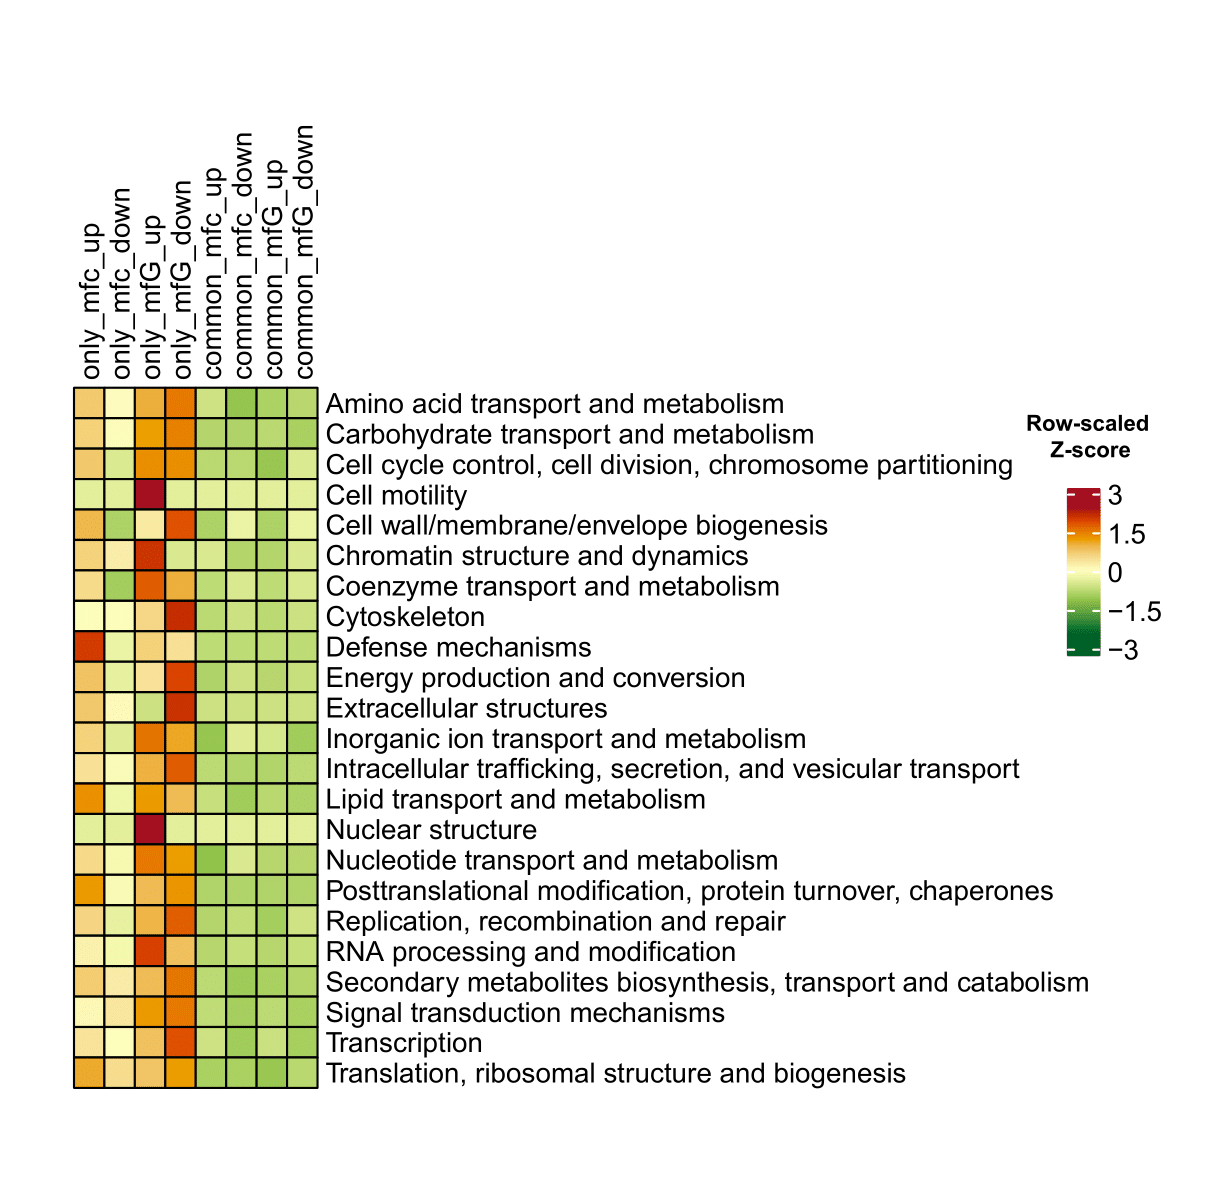 only_mfc_up
only_mfc_down
only_mfG_up
only_mfG_down
common_mfc_up
common_mfc_down
common_mfG_up
common_mfG_down
Amino acid transport and metabolism
Carbohydrate transport and metabolism
Cell cycle control, cell division, chromosome partitioning
Cell motility
Cell wall/membrane/envelope biogenesis
Chromatin structure and dynamics
Coenzyme transport and metabolism
Cytoskeleton
Defense mechanisms
Energy production and conversion
Extracellular structures
Inorganic ion transport and metabolism
Intracellular trafficking, secretion, and vesicular transport
Lipid transport and metabolism
Nuclear structure
Nucleotide transport and metabolism
Posttranslational modification, protein turnover, chaperones
Replication, recombination and repair
RNA processing and modification
Secondary metabolites biosynthesis, transport and catabolism
Signal transduction mechanisms
Transcription
Translation, ribosomal structure and biogenesis
Row-scaled
Z-score
3
1.5
0
−1.5
−3